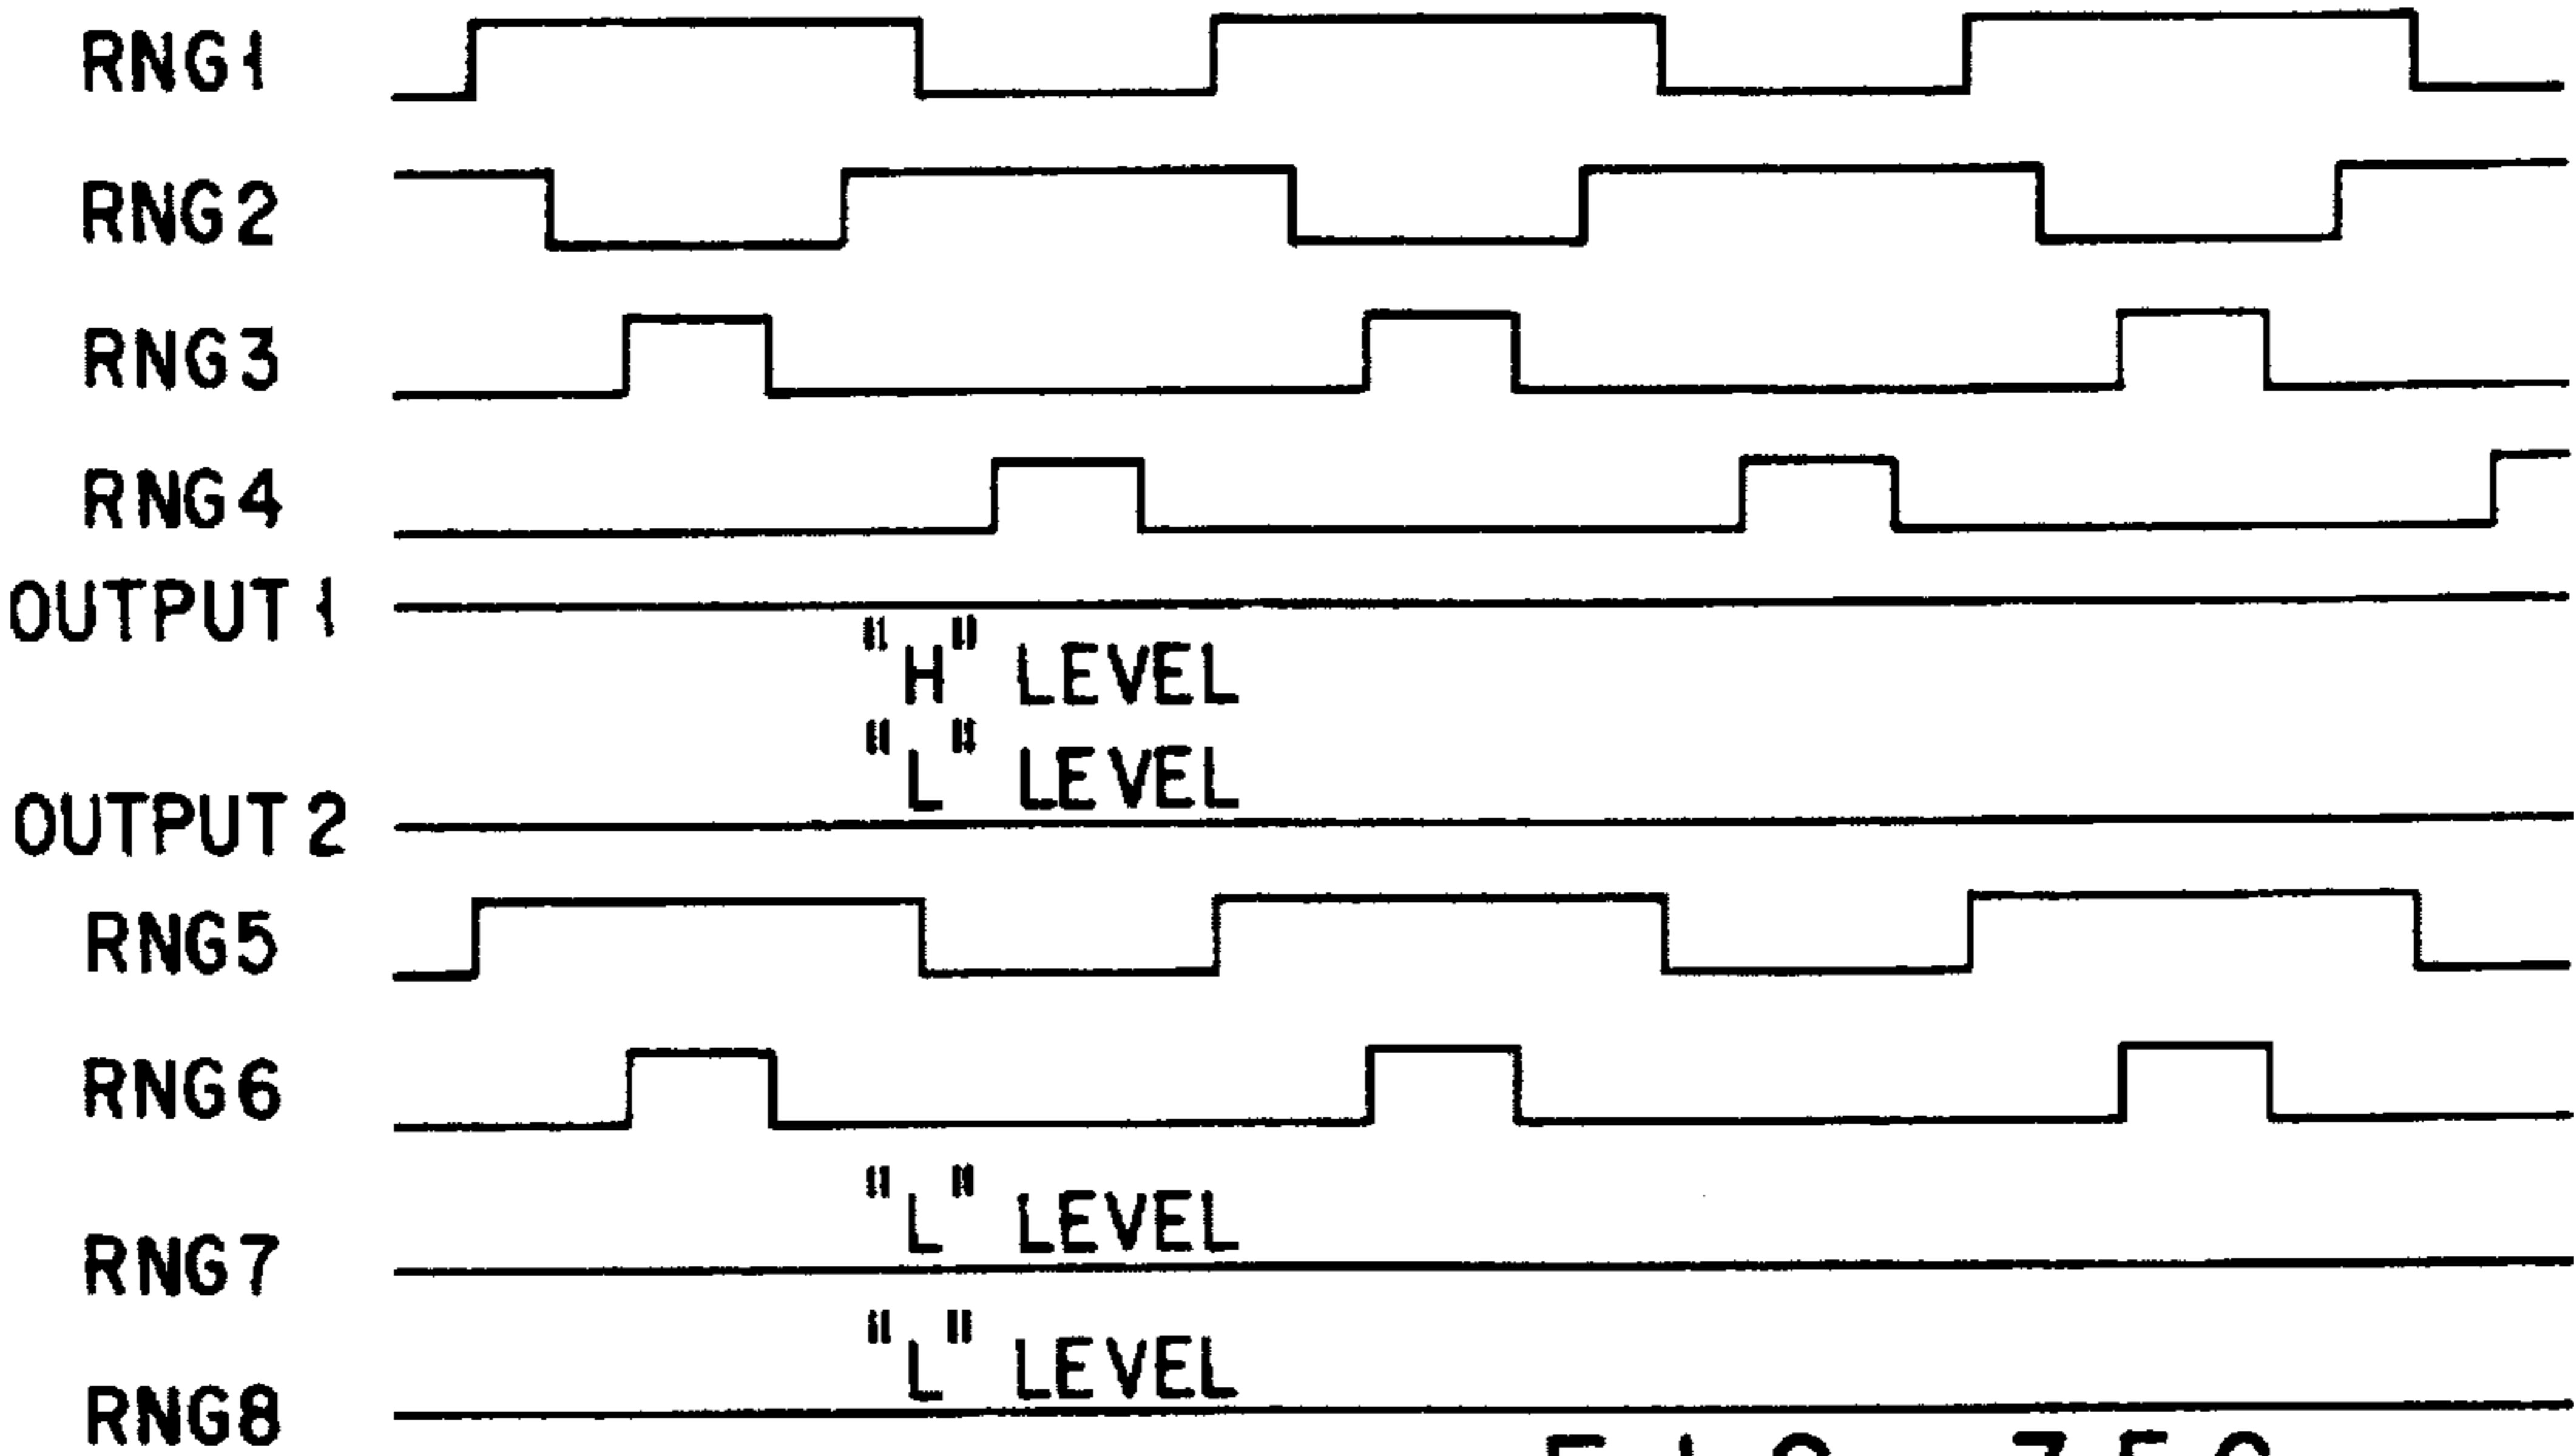 RNG1
RNG2
RNG3
RNG4
OUTPUT 1
"H" LEVEL
"L" LEVEL
OUTPUT 2
RNG5
RNG6
"L" LEVEL
RNG7
"L" LEVEL
RNG8